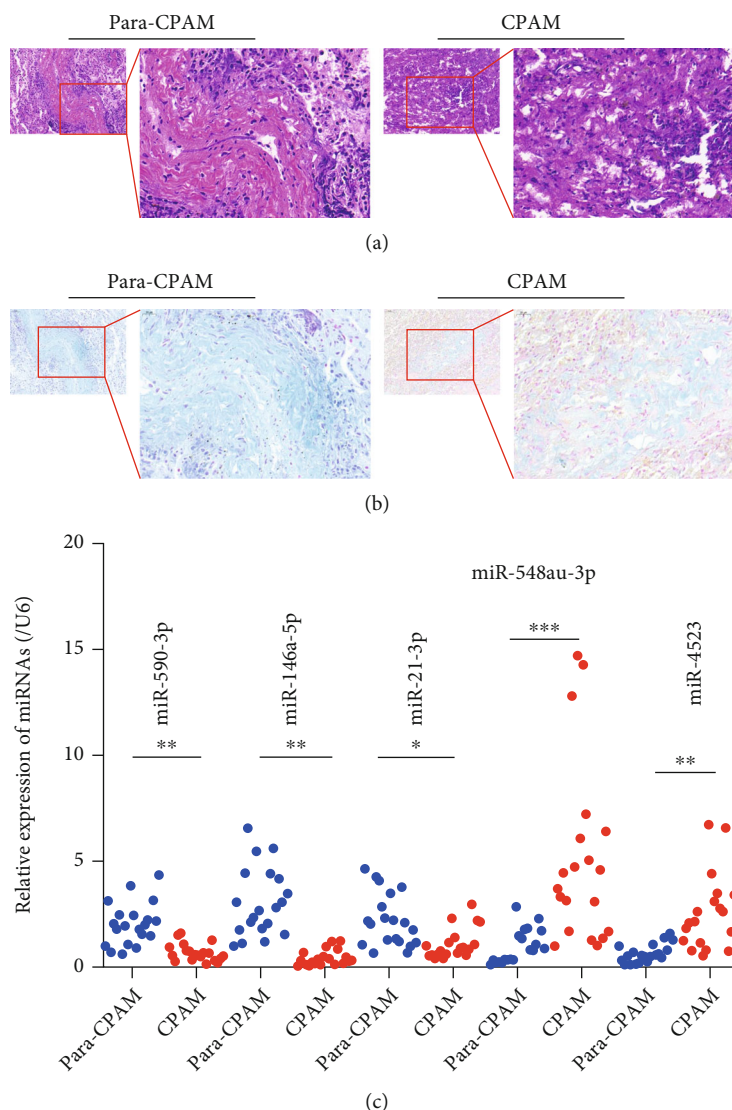 Para-CPAM CPAM
(a)
Para-CPAM CPAM
(b)
Relative expression of miRNAs (/U6)
20
15
10
5
0
miR-590-3p
**
miR-146a-5p
**
miR-21-3p
*
miR-548au-3p
***
miR-4523
**
Para-CPAM
CPAM
Para-CPAM
CPAM
Para-CPAM
CPAM
Para-CPAM
CPAM
Para-CPAM
CPAM
(c)